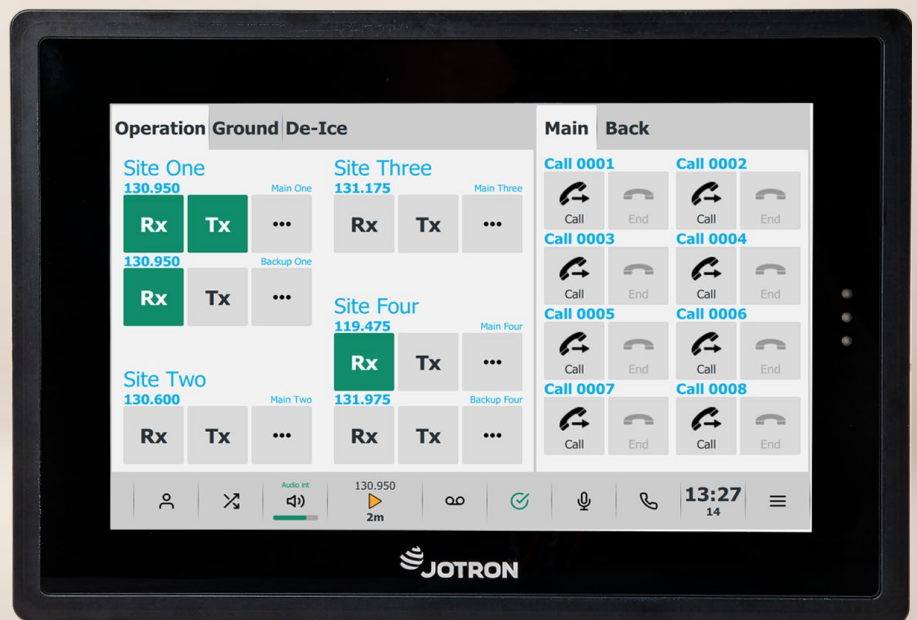 Operation Ground De-Ice
Main Back
Site One
130.950 Main One
Rx Tx ...
130.950 Backup One
Rx Tx ...
Site Two
130.600 Main Two
Rx Tx ...
Site Three
131.175 Main Three
Rx Tx ...
Site Four
119.475 Main Four
Rx Tx ...
131.975 Backup Four
Rx Tx ...
Call 0001 Call 0002
Call End Call End
Call 0003 Call 0004
Call End Call End
Call 0005 Call 0006
Call End Call End
Call 0007 Call 0008
Call End Call End
Audio int
130.950
2m
13:27
14
JOTRON